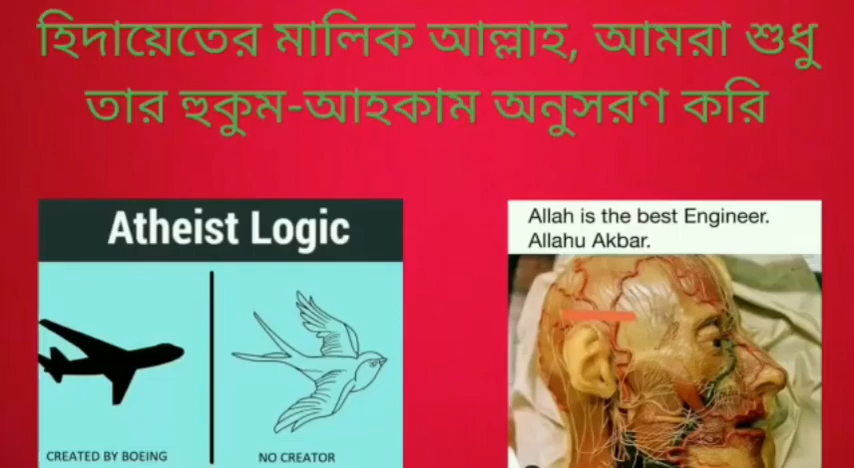 হিদায়েতের মালিক আল্লাহ, আমরা শুধু
তার হুকুম-আহকাম অনুসরণ করি
Atheist Logic
CREATED BY BOEING
NO CREATOR
Allah is the best Engineer.
Allahu Akbar.